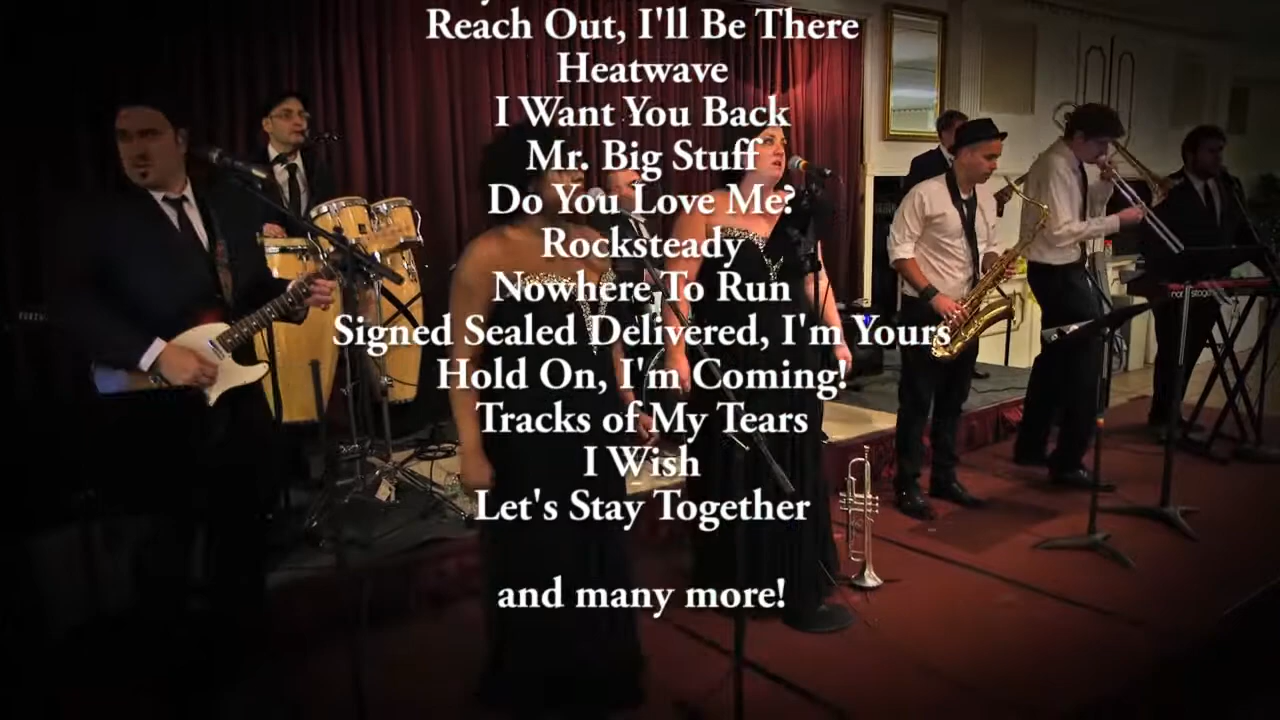 Reach Out, I'll Be There
Heatwave
I Want You Back
Mr. Big Stuff
Do You Love Me?
Rocksteady
Nowhere To Run
Signed Sealed Delivered, I'm Yours
Hold On, I'm Coming!
Tracks of My Tears
I Wish
Let's Stay Together
and many more!